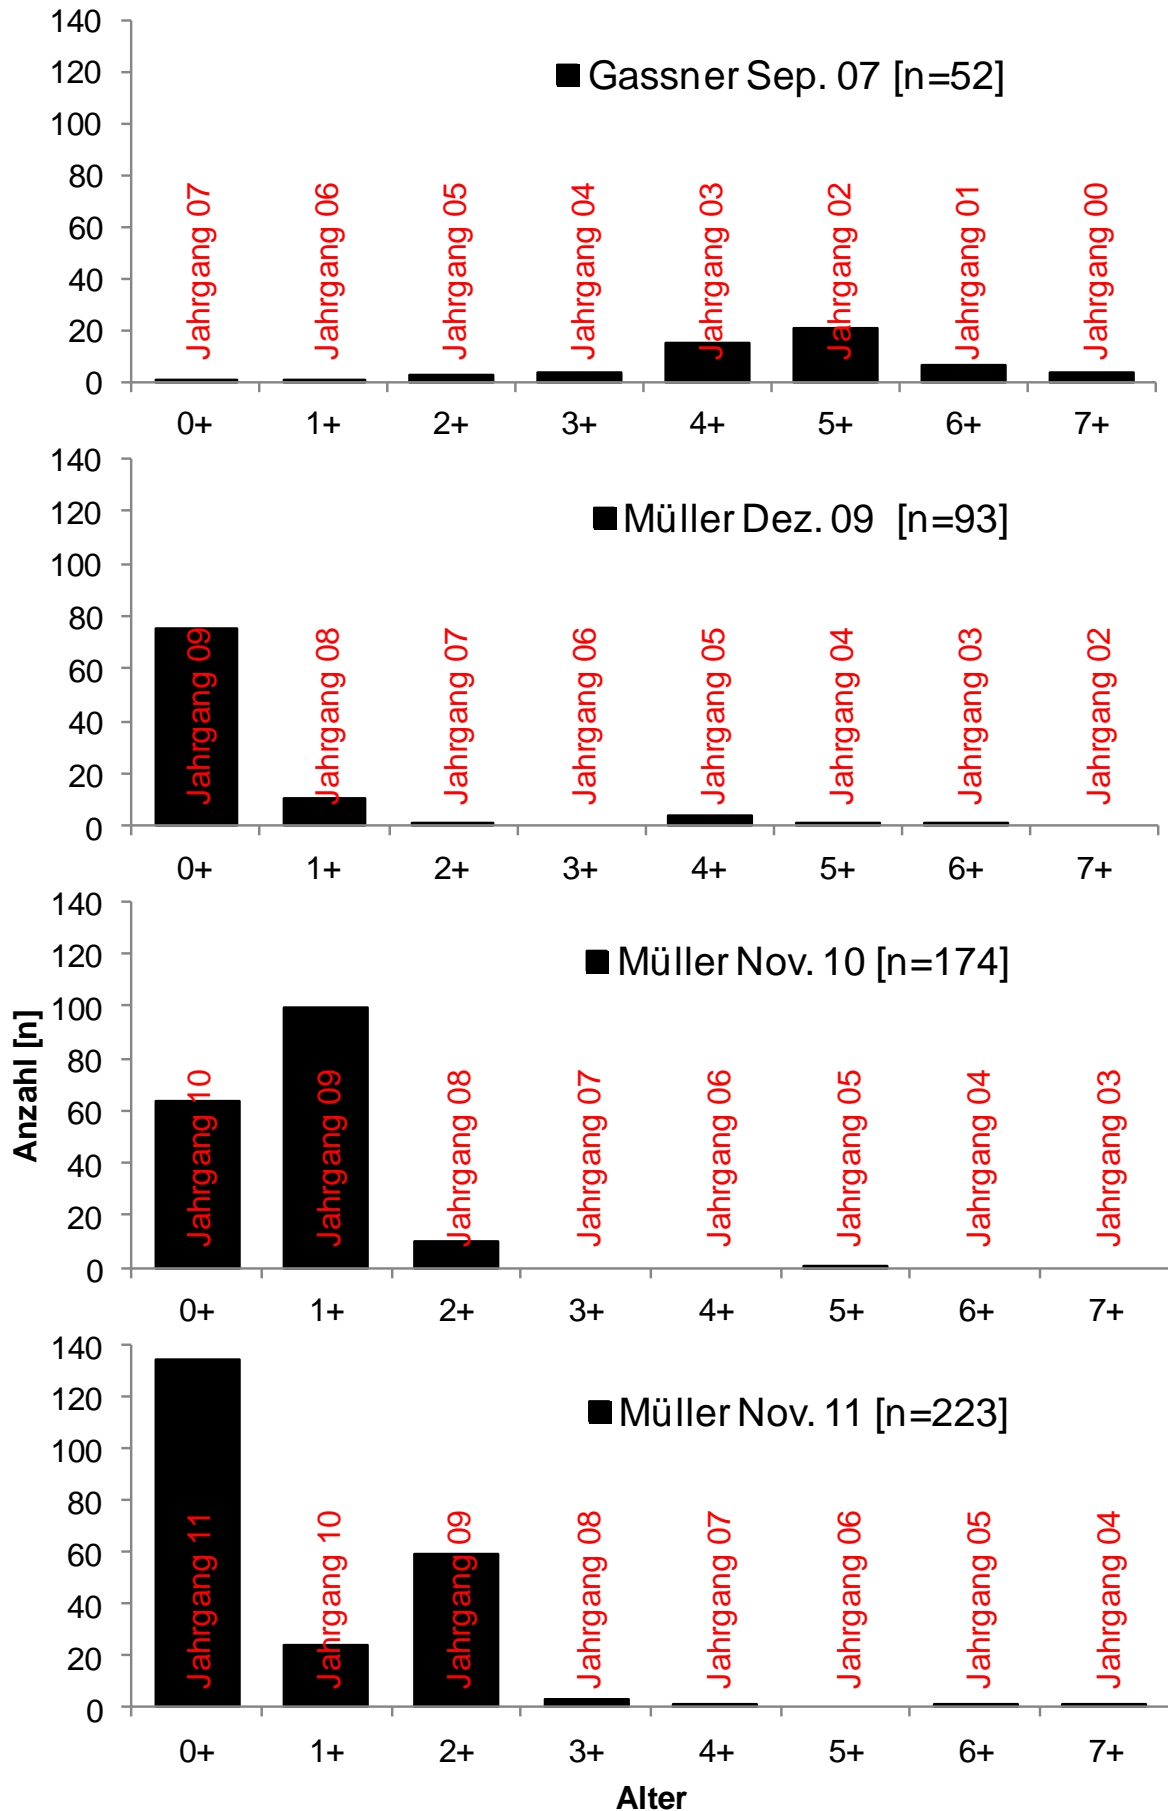 140
120
100
80
60
40
20
0
Gassner Sep. 07 [n=52]
Jahrgang 07
Jahrgang 06
Jahrgang 05
Jahrgang 04
Jahrgang 03
Jahrgang 02
Jahrgang 01
Jahrgang 00
0+ 1+ 2+ 3+ 4+ 5+ 6+ 7+
140
120
100
80
60
40
20
0
Müller Dez. 09 [n=93]
Jahrgang 09
Jahrgang 08
Jahrgang 07
Jahrgang 06
Jahrgang 05
Jahrgang 04
Jahrgang 03
Jahrgang 02
0+ 1+ 2+ 3+ 4+ 5+ 6+ 7+
Anzahl [n]
140
120
100
80
60
40
20
0
Müller Nov. 10 [n=174]
Jahrgang 10
Jahrgang 09
Jahrgang 08
Jahrgang 07
Jahrgang 06
Jahrgang 05
Jahrgang 04
Jahrgang 03
0+ 1+ 2+ 3+ 4+ 5+ 6+ 7+
140
120
100
80
60
40
20
0
Müller Nov. 11 [n=223]
Jahrgang 11
Jahrgang 10
Jahrgang 09
Jahrgang 08
Jahrgang 07
Jahrgang 06
Jahrgang 05
Jahrgang 04
0+ 1+ 2+ 3+ 4+ 5+ 6+ 7+
Alter